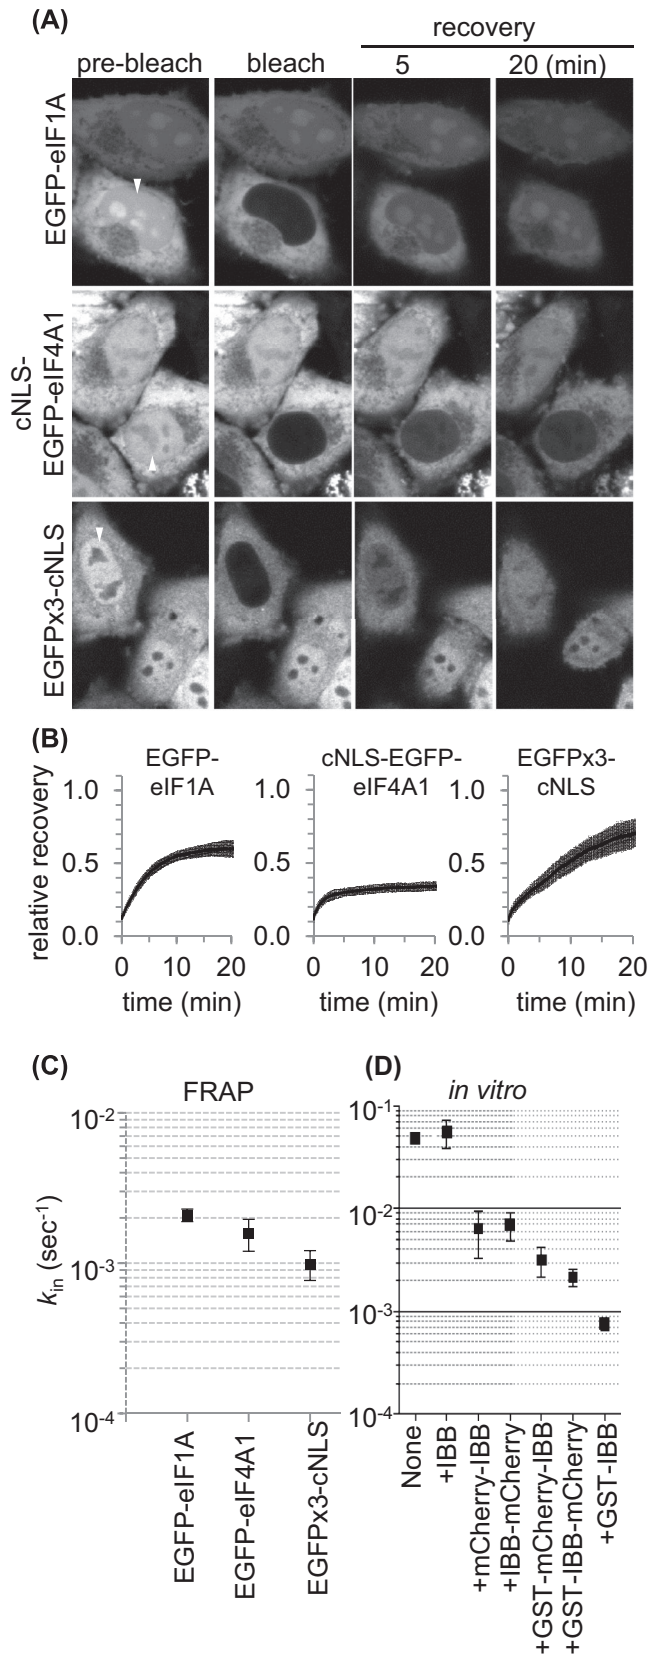 (A)
recovery
pre-bleach bleach 5 20 (min)
EGFP-eIF1A
cNLS-
EGFP-eIF4A1
EGFPx3-cNLS
(B)
EGFP-
eIF1A
cNLS-EGFP-
eIF4A1
EGFPx3-
cNLS
relative recovery
1.0
0.5
0.0
0 10 20
time (min)
1.0
0.5
0.0
0 10 20
time (min)
1.0
0.5
0.0
0 10 20
time (min)
(C)
FRAP
kin (sec-1)
10-2
10-3
10-4
EGFP-eIF1A
EGFP-eIF4A1
EGFPx3-cNLS
(D)
in vitro
10-1
10-2
10-3
10-4
None
+IBB
+mCherry-IBB
+IBB-mCherry
+GST-mCherry-IBB
+GST-IBB-mCherry
+GST-IBB